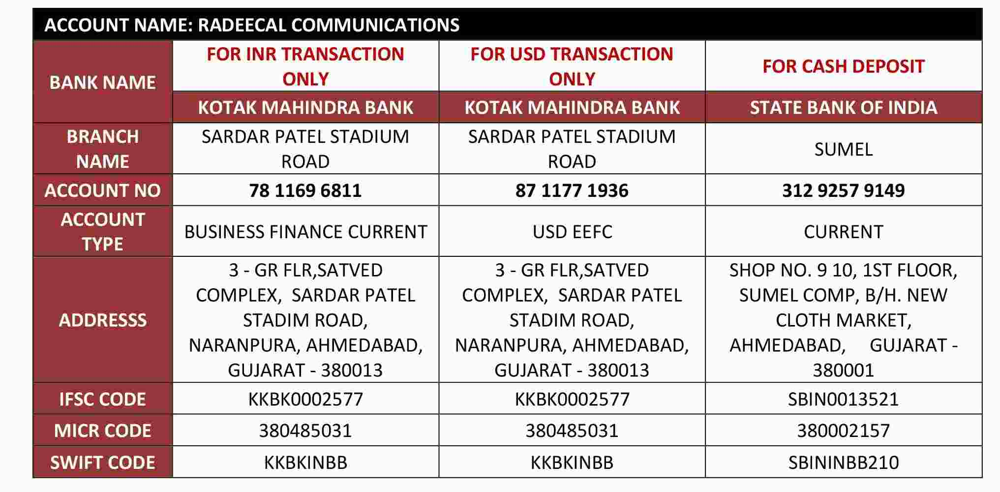 ACCOUNT NAME: RADEECAL COMMUNICATIONS
BANK NAME
FOR INR TRANSACTION
ONLY
FOR USD TRANSACTION
ONLY
FOR CASH DEPOSIT
KOTAK MAHINDRA BANK
KOTAK MAHINDRA BANK
STATE BANK OF INDIA
BRANCH
NAME
SARDAR PATEL STADIUM
ROAD
SARDAR PATEL STADIUM
ROAD
SUMEL
ACCOUNT NO
78 1169 6811
87 1177 1936
312 9257 9149
ACCOUNT
TYPE
BUSINESS FINANCE CURRENT
USD EEFC
CURRENT
ADDRESSS
3 - GR FLR,SATVED
COMPLEX, SARDAR PATEL
STADIM ROAD,
NARANPURA, AHMEDABAD,
GUJARAT - 380013
3 - GR FLR,SATVED
COMPLEX, SARDAR PATEL
STADIM ROAD,
NARANPURA, AHMEDABAD,
GUJARAT - 380013
SHOP NO. 9 10, 1ST FLOOR,
SUMEL COMP, B/H. NEW
CLOTH MARKET,
AHMEDABAD, GUJARAT -
380001
IFSC CODE
KKBK0002577
KKBK0002577
SBIN0013521
MICR CODE
380485031
380485031
380002157
SWIFT CODE
KKBKINBB
KKBKINBB
SBININBB210